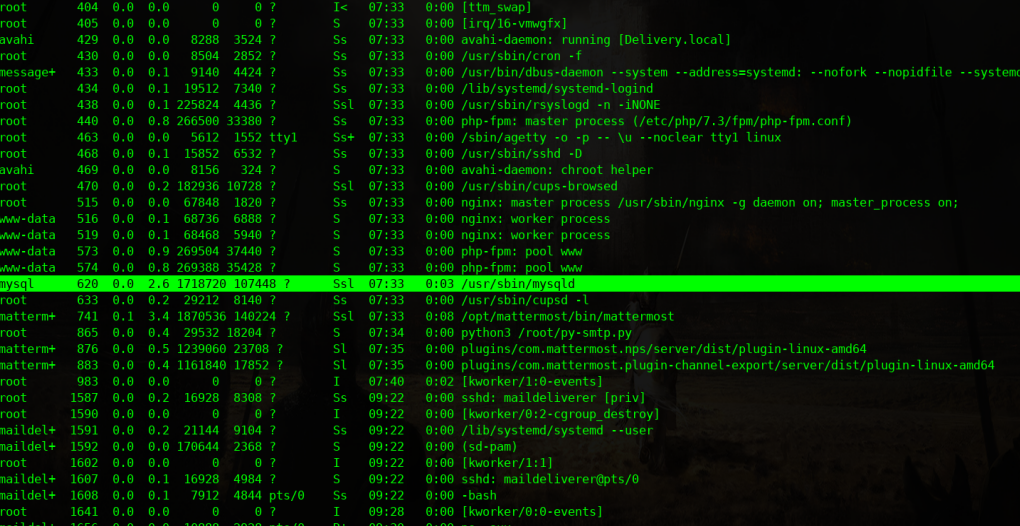 root 404 0.0 0.0 0 0 ? I< 07:33 0:00 [ttm_swap]
root 405 0.0 0.0 0 0 ? S 07:33 0:00 [irq/16-vmwgfx]
avahi 429 0.0 0.0 8288 3524 ? Ss 07:33 0:00 avahi-daemon: running [Delivery.local]
root 430 0.0 0.0 8504 2852 ? Ss 07:33 0:00 /usr/sbin/cron -f
message+ 433 0.0 0.1 9140 4424 ? Ss 07:33 0:00 /usr/bin/dbus-daemon --system --address=systemd: --nofork --nopidfile --systemd
root 434 0.0 0.1 19512 7340 ? Ss 07:33 0:00 /lib/systemd/systemd-logind
root 438 0.0 0.1 225824 4436 ? Ssl 07:33 0:00 /usr/sbin/rsyslogd -n -iNONE
root 440 0.0 0.8 266500 33380 ? Ss 07:33 0:00 php-fpm: master process (/etc/php/7.3/fpm/php-fpm.conf)
root 463 0.0 0.0 5612 1552 tty1 Ss+ 07:33 0:00 /sbin/agetty -o -p -- \u --noclear tty1 linux
root 468 0.0 0.1 15852 6532 ? Ss 07:33 0:00 /usr/sbin/sshd -D
avahi 469 0.0 0.0 8156 324 ? S 07:33 0:00 avahi-daemon: chroot helper
root 470 0.0 0.2 182936 10728 ? Ssl 07:33 0:00 /usr/sbin/cups-browsed
root 515 0.0 0.0 67848 1820 ? Ss 07:33 0:00 nginx: master process /usr/sbin/nginx -g daemon on; master_process on;
www-data 516 0.0 0.1 68736 6888 ? S 07:33 0:00 nginx: worker process
www-data 519 0.0 0.1 68468 5940 ? S 07:33 0:00 nginx: worker process
www-data 573 0.0 0.9 269504 37440 ? S 07:33 0:00 php-fpm: pool www
www-data 574 0.0 0.8 269388 35428 ? S 07:33 0:00 php-fpm: pool www
mysql 620 0.0 2.6 1718720 107448 ? Ssl 07:33 0:03 /usr/sbin/mysqld
root 633 0.0 0.2 29212 8140 ? Ss 07:33 0:00 /usr/sbin/cupsd -l
matterm+ 741 0.1 3.4 1870536 140224 ? Ssl 07:33 0:08 /opt/mattermost/bin/mattermost
root 865 0.0 0.4 29532 18204 ? S 07:34 0:00 python3 /root/py-smtp.py
matterm+ 876 0.0 0.5 1239060 23708 ? Sl 07:35 0:00 plugins/com.mattermost.nps/server/dist/plugin-linux-amd64
matterm+ 883 0.0 0.4 1161840 17852 ? Sl 07:35 0:00 plugins/com.mattermost.plugin-channel-export/server/dist/plugin-linux-amd64
root 983 0.0 0.0 0 0 ? I 07:40 0:02 [kworker/1:0-events]
root 1587 0.0 0.2 16928 8308 ? Ss 09:22 0:00 sshd: maildeliverer [priv]
root 1590 0.0 0.0 0 0 ? I 09:22 0:00 [kworker/0:2-cgroup_destroy]
maildel+ 1591 0.0 0.2 21144 9104 ? Ss 09:22 0:00 /lib/systemd/systemd --user
maildel+ 1592 0.0 0.0 170644 2368 ? S 09:22 0:00 (sd-pam)
root 1602 0.0 0.0 0 0 ? I 09:22 0:00 [kworker/1:1]
maildel+ 1607 0.0 0.1 16928 4984 ? S 09:22 0:00 sshd: maildeliverer@pts/0
maildel+ 1608 0.0 0.1 7912 4844 pts/0 Ss 09:22 0:00 -bash
root 1641 0.0 0.0 0 0 ? I 09:28 0:00 [kworker/0:0-events]